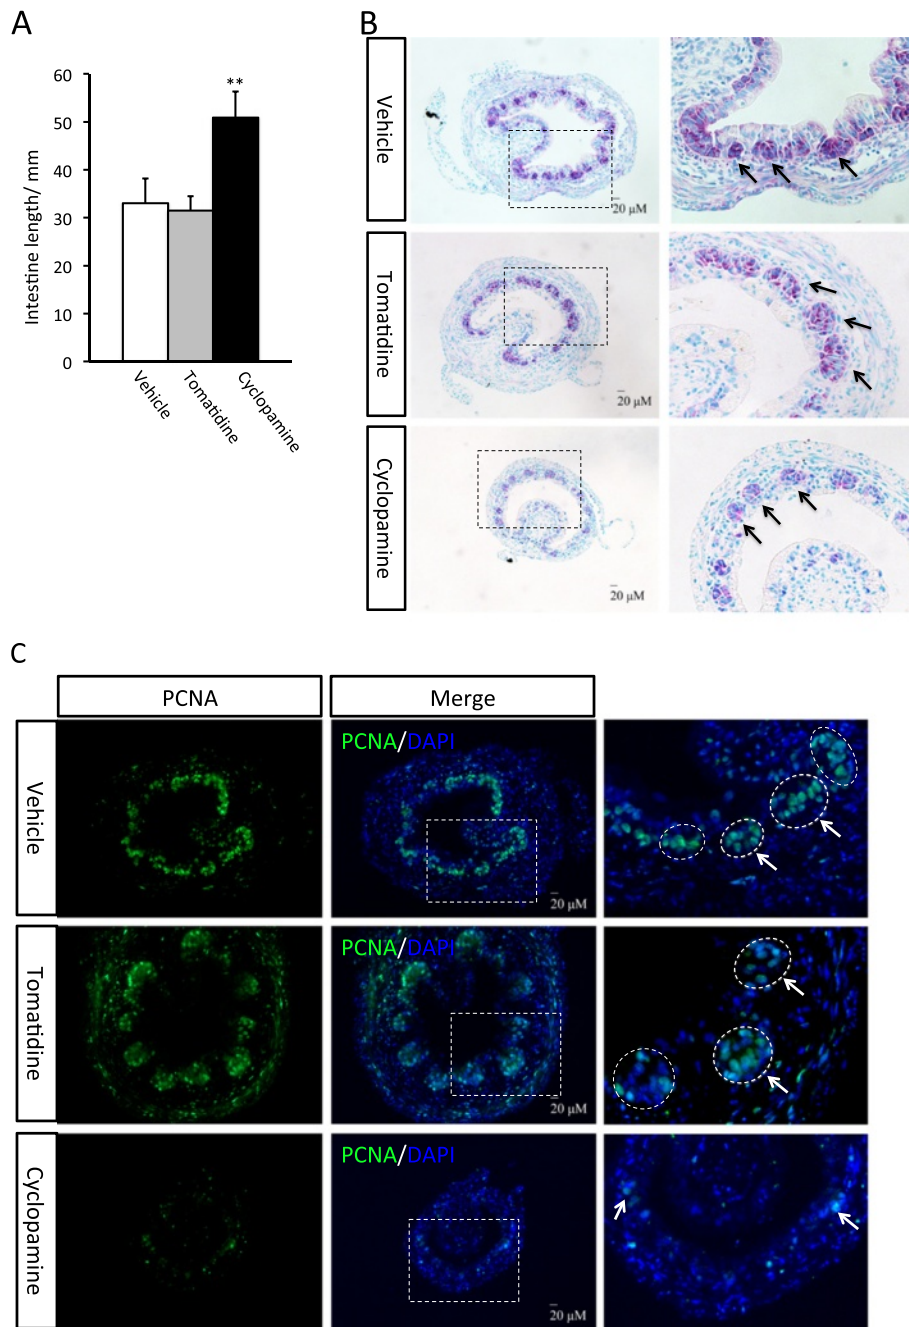 A
60
50
40
30
20
10
0
Intestine length/ mm
**
Vehicle
Tomatidine
Cyclopamine
B
Vehicle
20 µM
Tomatidine
20 µM
Cyclopamine
20 µM
C
PCNA
Merge
Vehicle
PCNA/DAPI
20 µM
Tomatidine
PCNA/DAPI
20 µM
Cyclopamine
PCNA/DAPI
20 µM